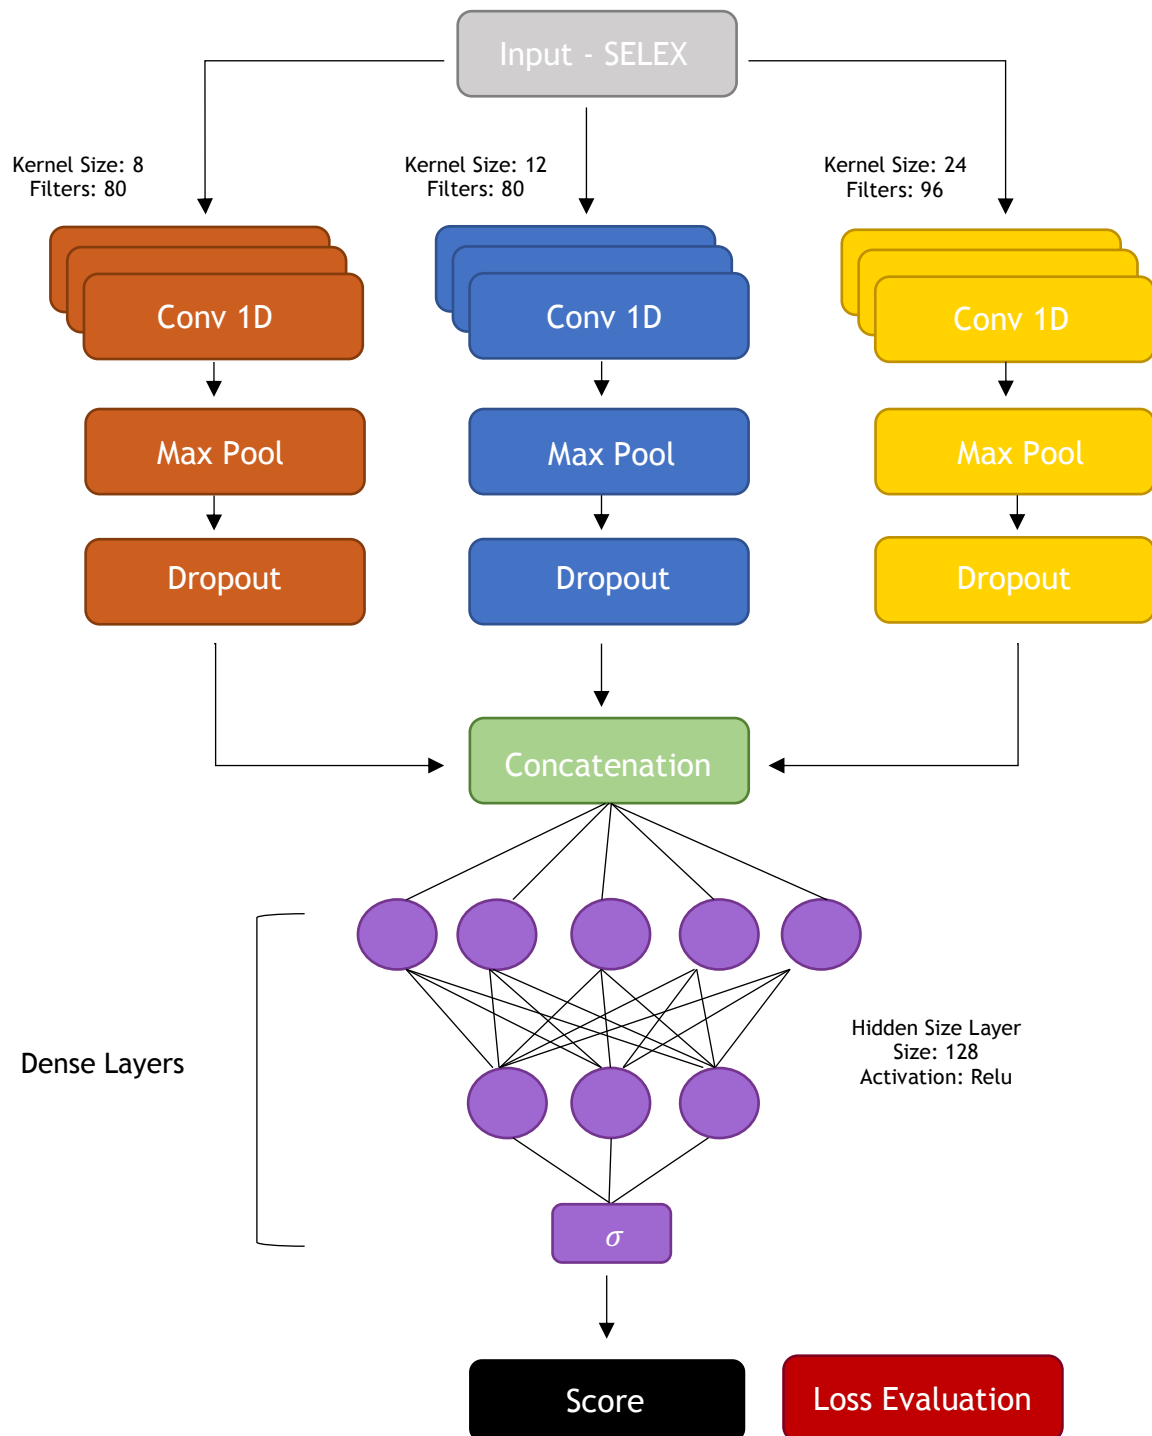 Input - SELEX
Kernel Size: 8
Filters: 80
Kernel Size: 12
Filters: 80
Kernel Size: 24
Filters: 96
Conv 1D
Conv 1D
Conv 1D
Max Pool
Max Pool
Max Pool
Dropout
Dropout
Dropout
Concatenation
Dense Layers
Hidden Size Layer
Size: 128
Activation: Relu
σ
Score
Loss Evaluation